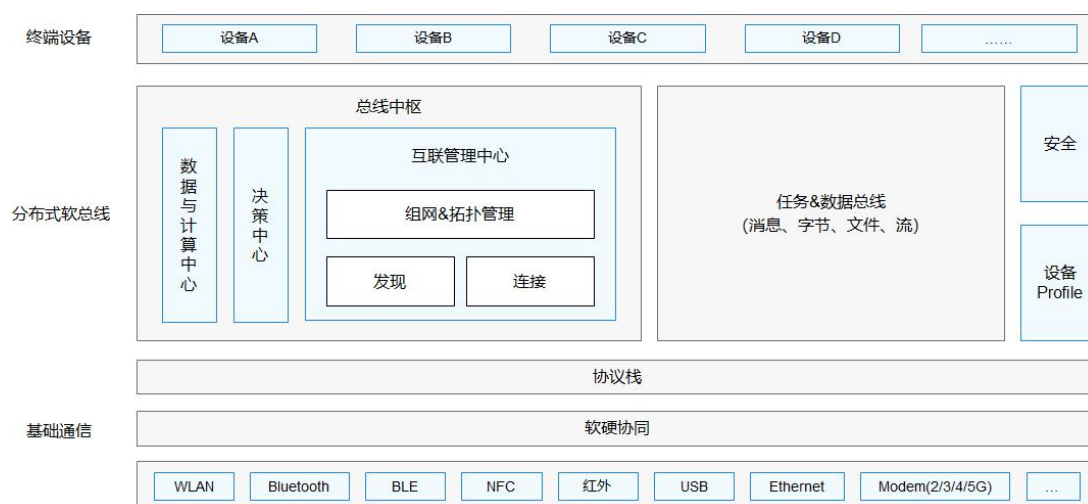 终端设备
设备A
设备B
设备C
设备D
……
分布式软总线
总线中枢
数据与计算中心
决策中心
互联管理中心
组网&拓扑管理
发现
连接
任务&数据总线
(消息、字节、文件、流)
安全
设备
Profile
基础通信
协议栈
软硬协同
WLAN
Bluetooth
BLE
NFC
红外
USB
Ethernet
Modem(2/3/4/5G)
...